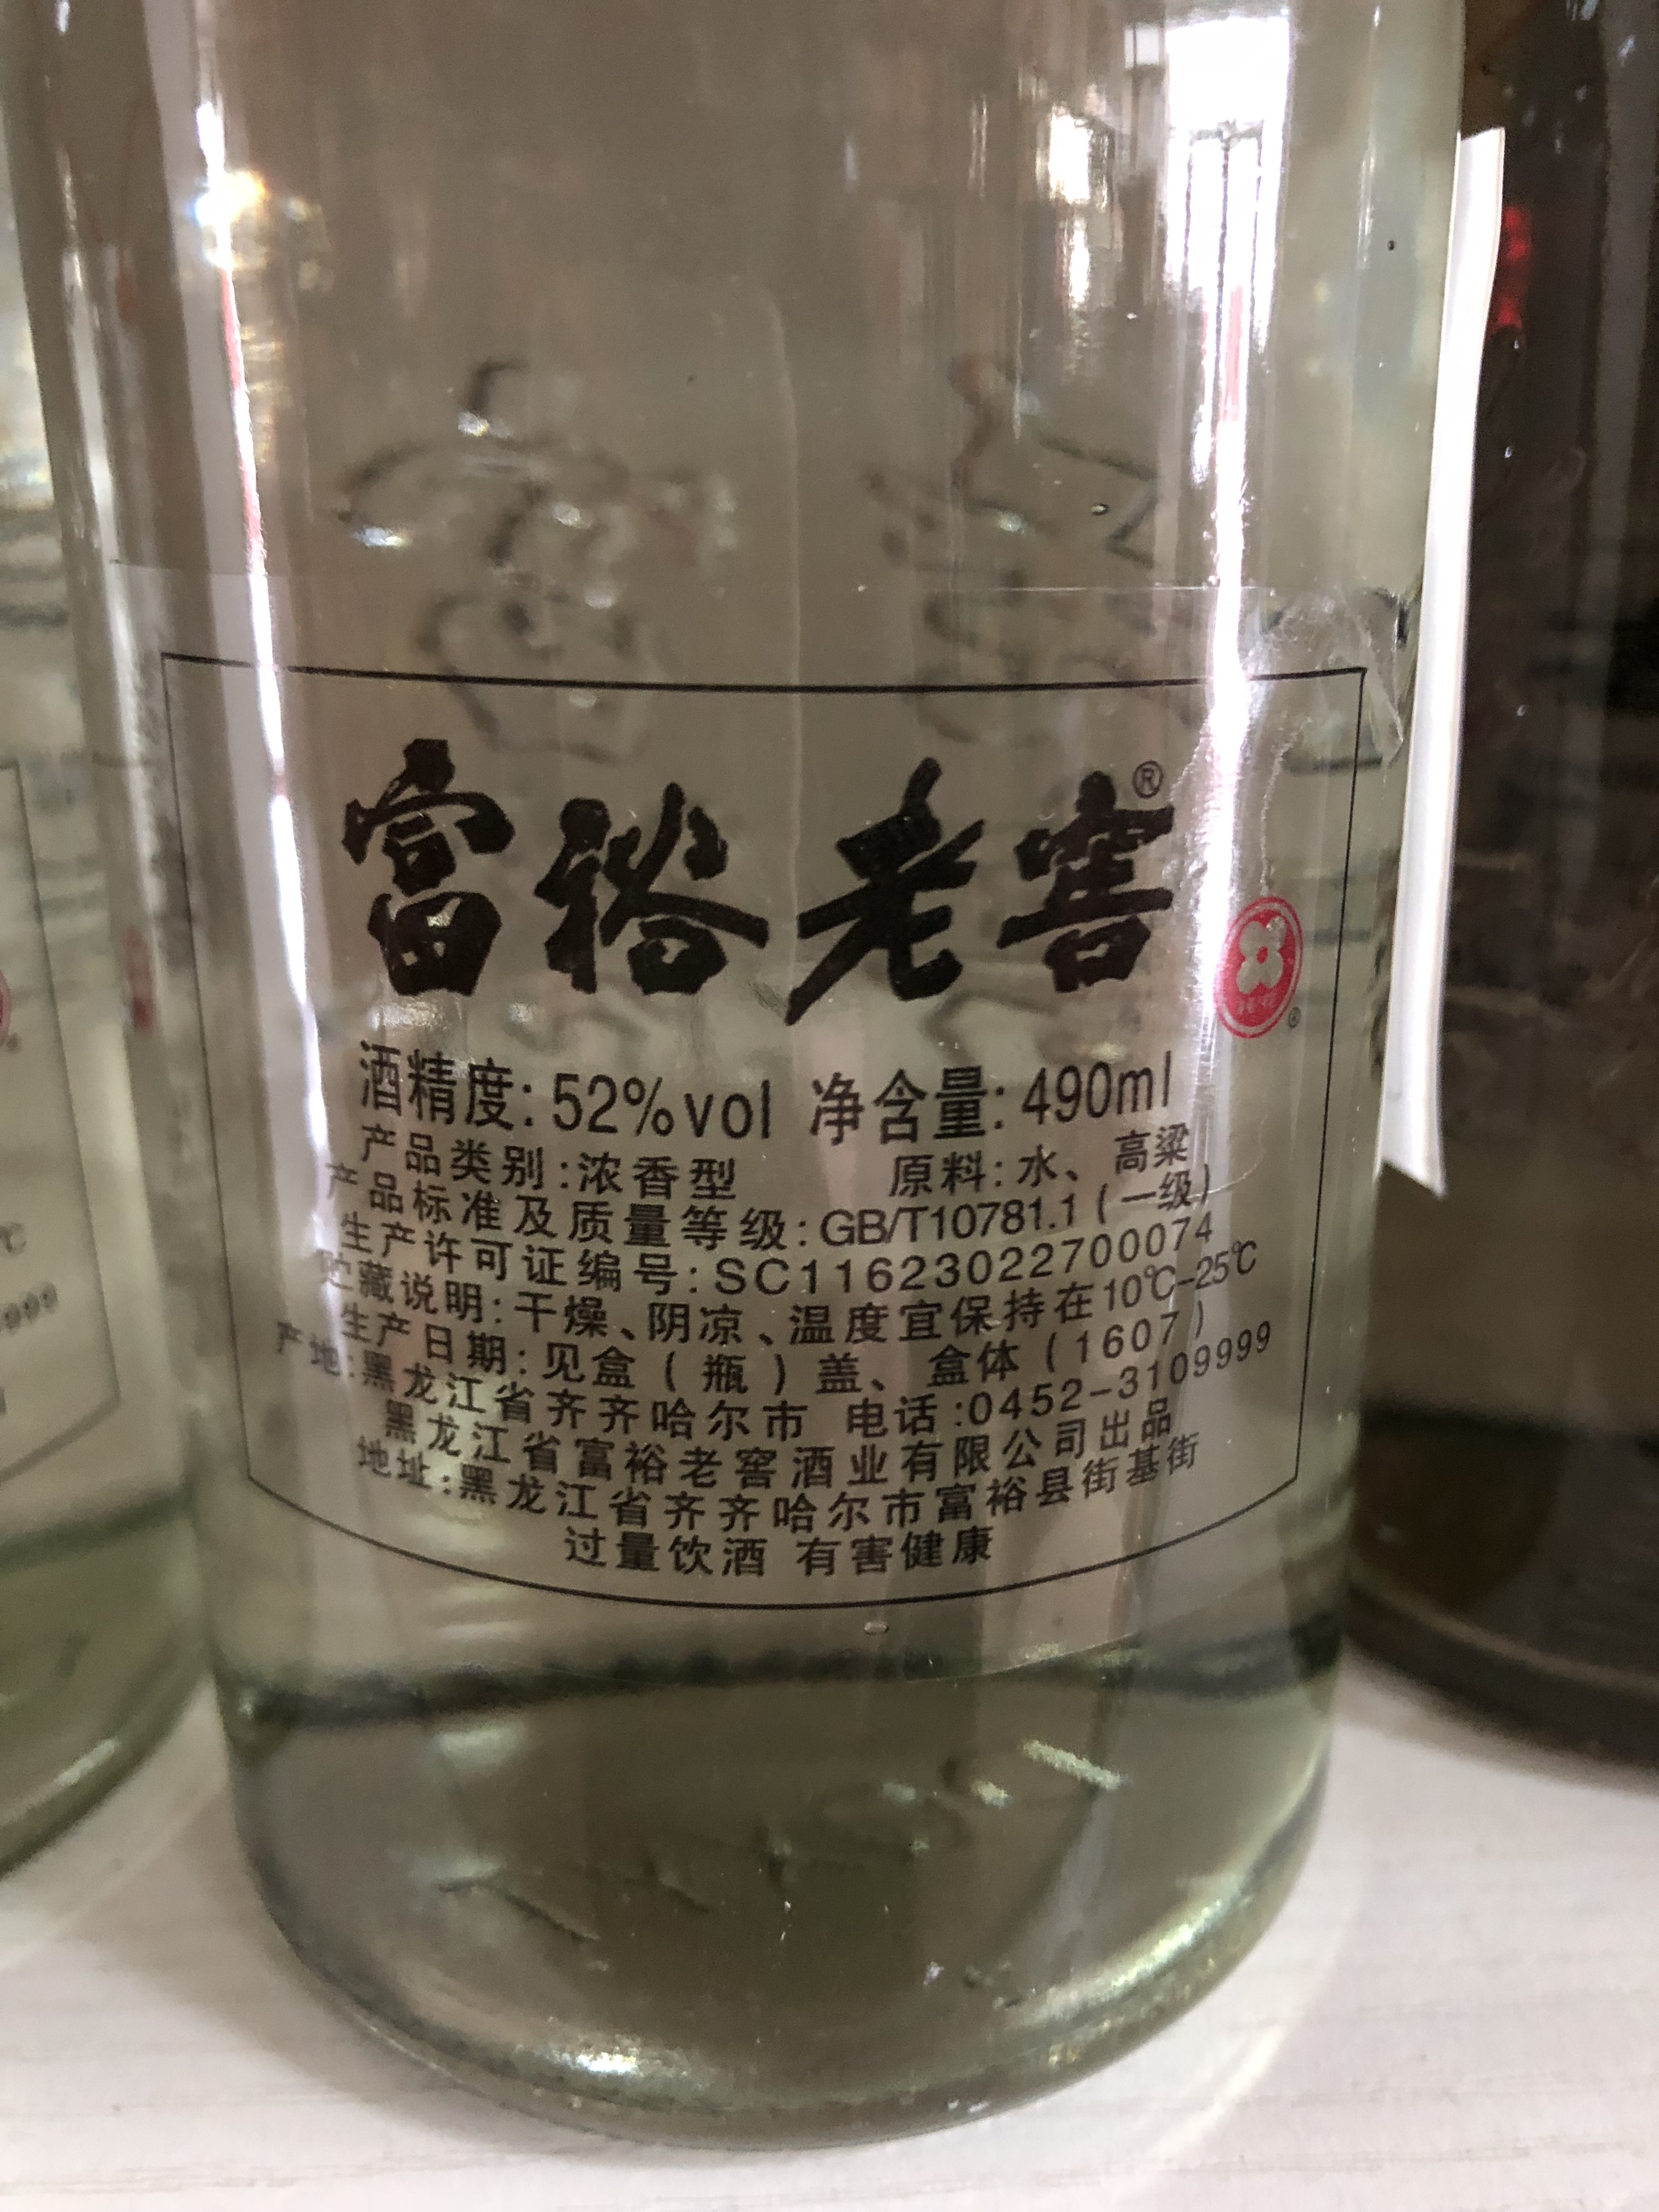 富裕老窖®
酒精度:52%vol 净含量:490ml
产品类别:浓香型 原料:水、高粱
产品标准及质量等级:GB/T10781.1(一级)
生产许可证编号:SC11623022700074
贮藏说明:干燥、阴凉、温度宜保持在10℃-25℃
生产日期:见盒(瓶)盖、盒体(1607)
产地:黑龙江省齐齐哈尔市 电话:0452-3109999
黑龙江省富裕老窖酒业有限公司出品
地址:黑龙江省齐齐哈尔市富裕县街基街
过量饮酒 有害健康
℃
9999